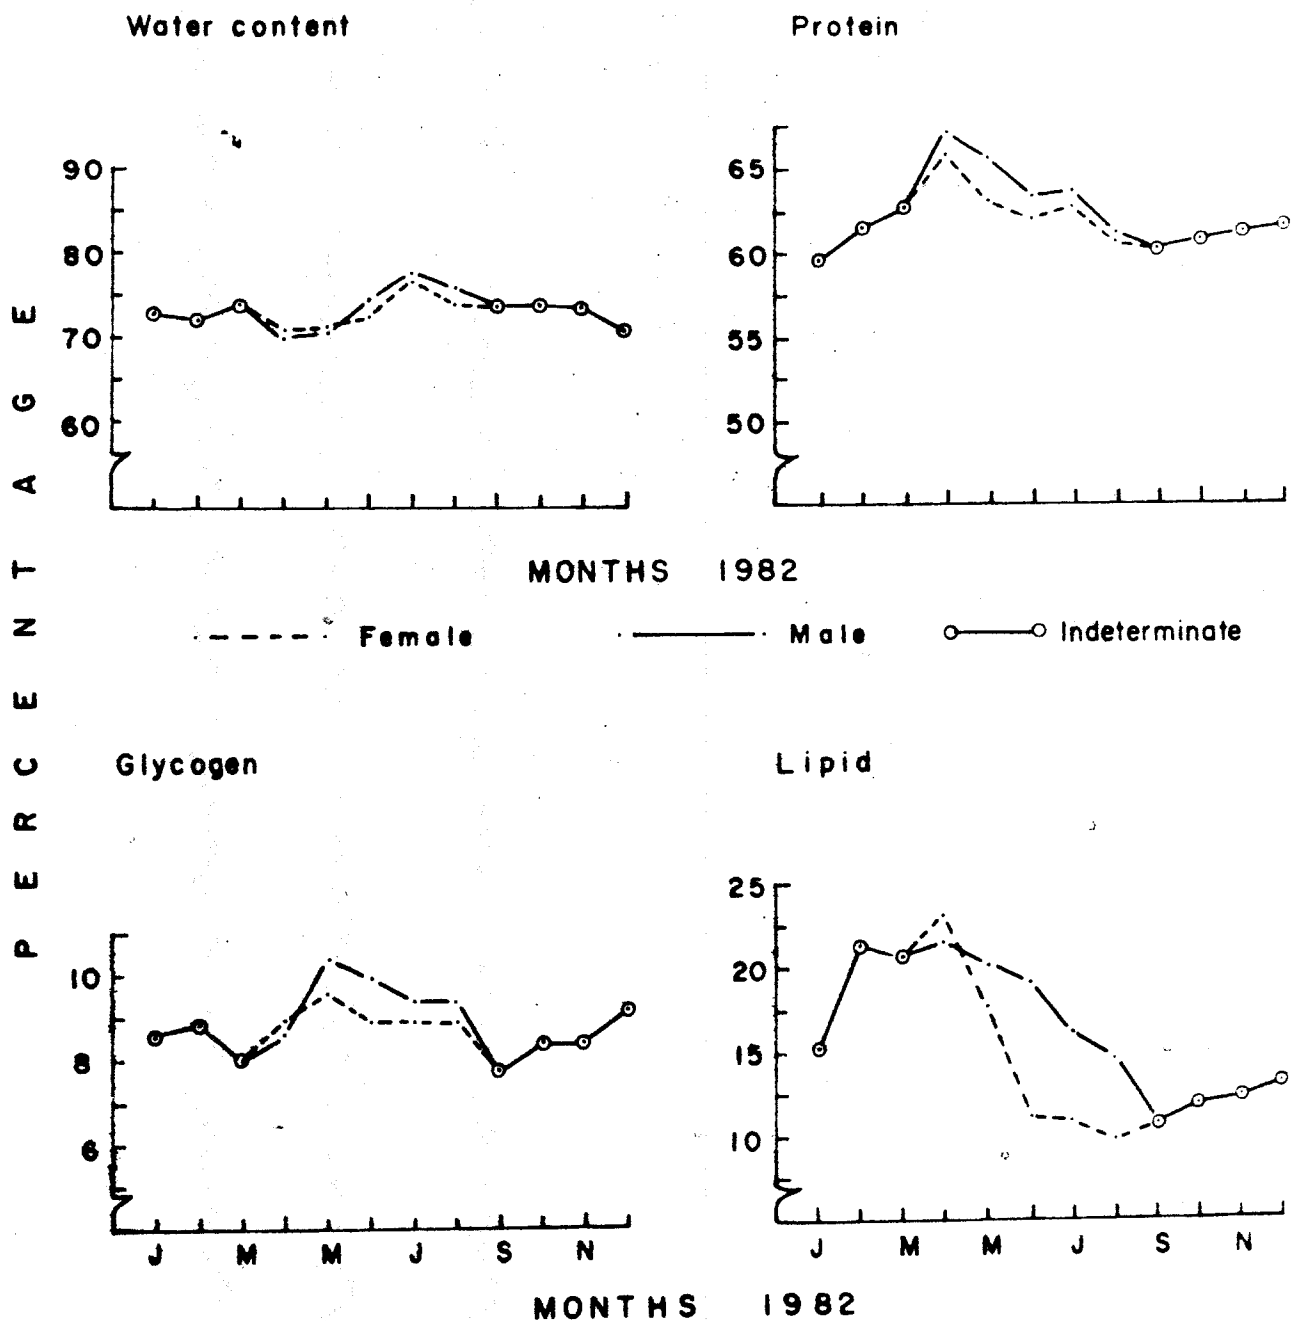 Water content
Protein
90
80
70
60
65
60
55
50
PERCENTAGE
MONTHS 1982
Female
Male
Indeterminate
Glycogen
Lipid
10
8
6
25
20
15
10
J M M J S N
J M M J S N
MONTHS 1982